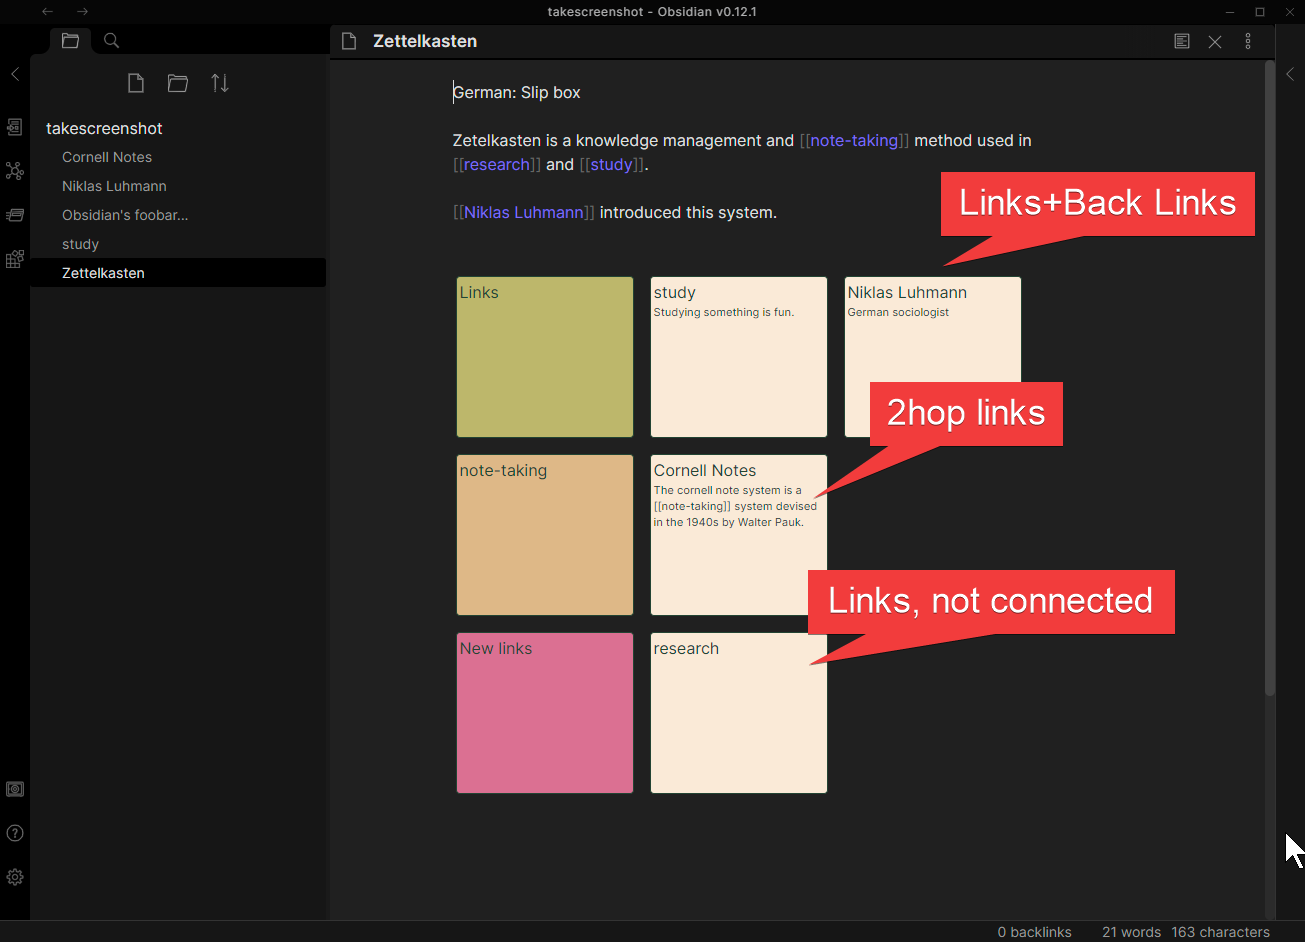 takescreenshot - Obsidian v0.12.1
Zettelkasten
takescreenshot
Cornell Notes
Niklas Luhmann
Obsidian's foobar...
study
Zettelkasten
German: Slip box
Zetelkasten is a knowledge management and [[note-taking]] method used in
[[research]] and [[study]].
[[Niklas Luhmann]] introduced this system.
Links+Back Links
Links
study
Studying something is fun.
Niklas Luhmann
German sociologist
2hop links
note-taking
Cornell Notes
The cornell note system is a
[[note-taking]] system devised
in the 1940s by Walter Pauk.
Links, not connected
New links
research
0 backlinks 21 words 163 characters